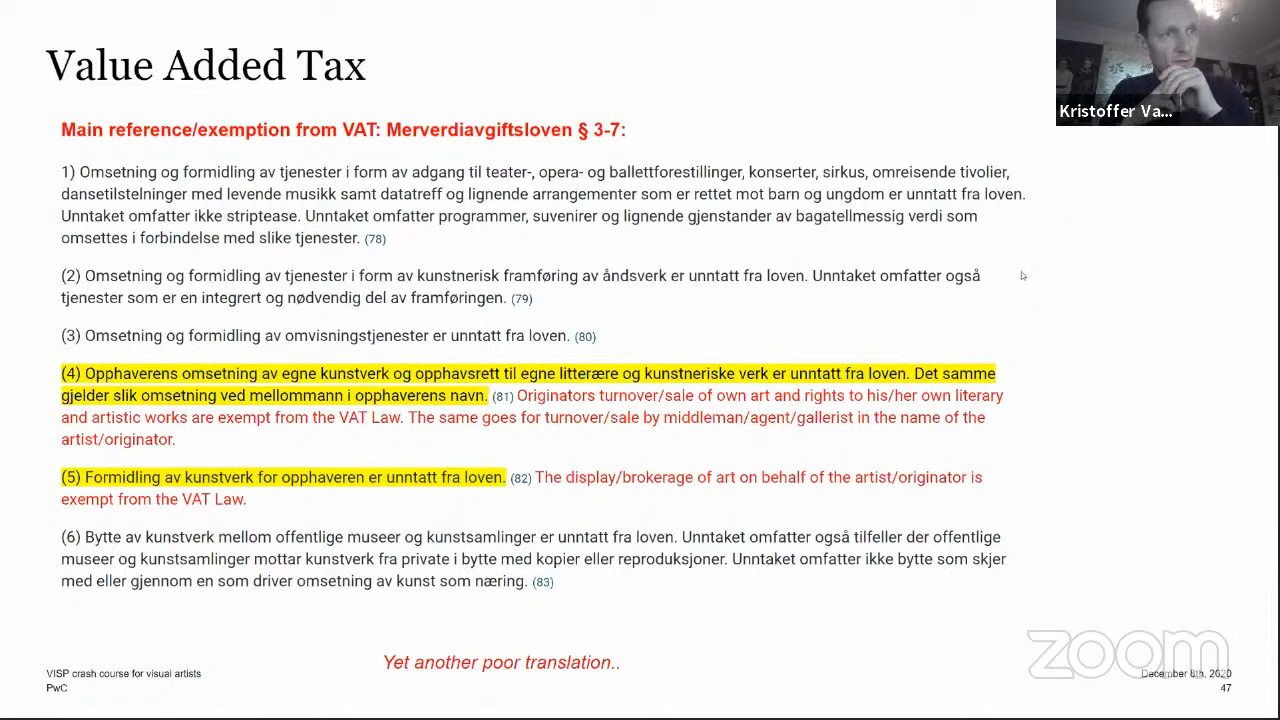 Value Added Tax
Kristoffer Va...
Main reference/exemption from VAT: Merverdiavgiftsloven § 3-7:
1) Omsetning og formidling av tjenester i form av adgang til teater-, opera- og ballettforestillinger, konserter, sirkus, omreisende tivolier,
dansetilstelninger med levende musikk samt datatreff og lignende arrangementer som er rettet mot barn og ungdom er unntatt fra loven.
Unntaket omfatter ikke striptease. Unntaket omfatter programmer, suvenirer og lignende gjenstander av bagatellmessig verdi som
omsettes i forbindelse med slike tjenester. (78)
(2) Omsetning og formidling av tjenester i form av kunstnerisk framføring av åndsverk er unntatt fra loven. Unntaket omfatter også
tjenester som er en integrert og nødvendig del av framføringen. (79)
(3) Omsetning og formidling av omvisningstjenester er unntatt fra loven. (80)
(4) Opphaverens omsetning av egne kunstverk og opphavsrett til egne litterære og kunstneriske verk er unntatt fra loven. Det samme
gjelder slik omsetning ved mellommann i opphaverens navn. (81) Originators turnover/sale of own art and rights to his/her own literary
and artistic works are exempt from the VAT Law. The same goes for turnover/sale by middleman/agent/gallerist in the name of the
artist/originator.
(5) Formidling av kunstverk for opphaveren er unntatt fra loven. (82) The display/brokerage of art on behalf of the artist/originator is
exempt from the VAT Law.
(6) Bytte av kunstverk mellom offentlige museer og kunstsamlinger er unntatt fra loven. Unntaket omfatter også tilfeller der offentlige
museer og kunstsamlinger mottar kunstverk fra private i bytte med kopier eller reproduksjoner. Unntaket omfatter ikke bytte som skjer
med eller gjennom en som driver omsetning av kunst som næring. (83)
Yet another poor translation..
zoom
VISP crash course for visual artists
December 8th, 2020
PwC
47